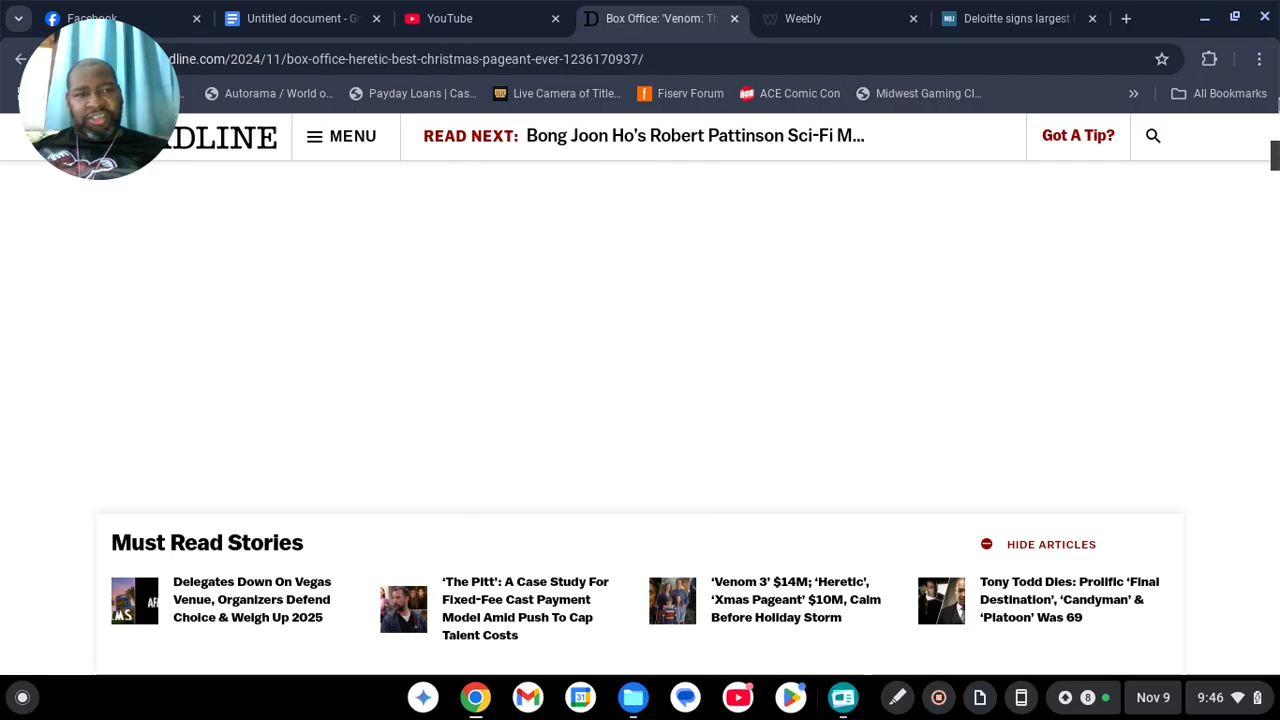 Facebook
Untitled document - Go
YouTube
Box Office: 'Venom: Th
Weebly
NBJ
Deloitte signs largest
dline.com/2024/11/box-office-heretic-best-christmas-pageant-ever-1236170937/
Autorama / World o...
Payday Loans | Cas...
Live Camera of Title...
f
Fiserv Forum
ACE
ACE Comic Con
Midwest Gaming Cl...
»
All Bookmarks
DLINE
MENU
READ NEXT:
Bong Joon Ho's Robert Pattinson Sci-Fi M...
Got A Tip?
Must Read Stories
HIDE ARTICLES
Delegates Down On Vegas
Venue, Organizers Defend
Choice & Weigh Up 2025
'The Pitt': A Case Study For
Fixed-Fee Cast Payment
Model Amid Push To Cap
Talent Costs
'Venom 3' $14M; 'Heretic',
'Xmas Pageant' $10M, Calm
Before Holiday Storm
Tony Todd Dies: Prolific 'Final
Destination', 'Candyman' &
'Platoon' Was 69
31
8
Nov 9
9:46